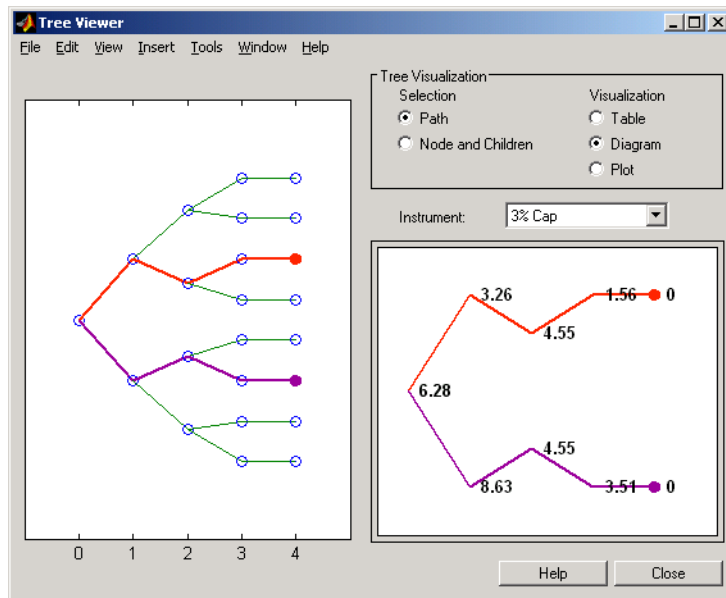 Tree Viewer
File Edit View Insert Tools Window Help
Tree Visualization
Selection Visualization
Path Table
Node and Children Diagram
Plot
Instrument: 3% Cap
3.26 1.56 0
4.55
6.28
4.55
8.63 3.51 0
0 1 2 3 4
Help Close